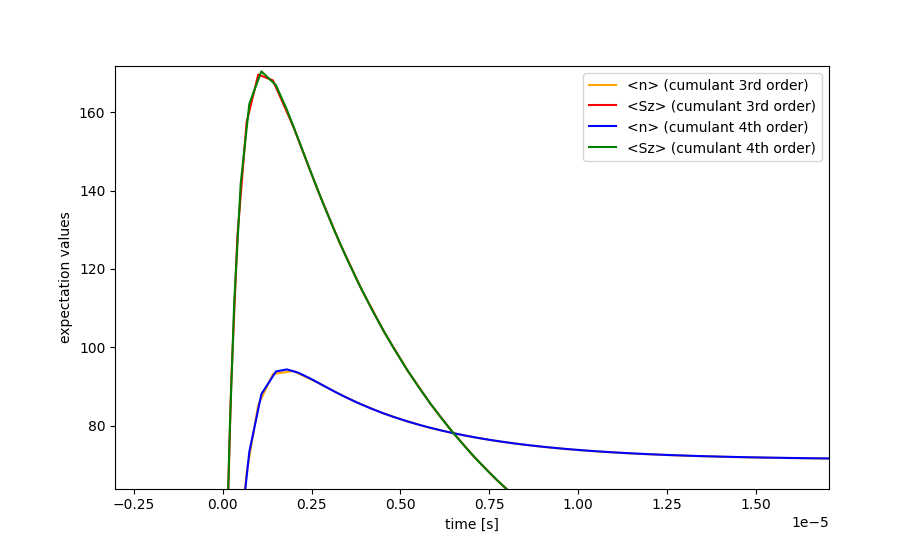 <n> (cumulant 3rd order)
<Sz> (cumulant 3rd order)
<n> (cumulant 4th order)
<Sz> (cumulant 4th order)
expectation values
160
140
120
100
80
−0.25 0.00 0.25 0.50 0.75 1.00 1.25 1.50
1e−5
time [s]